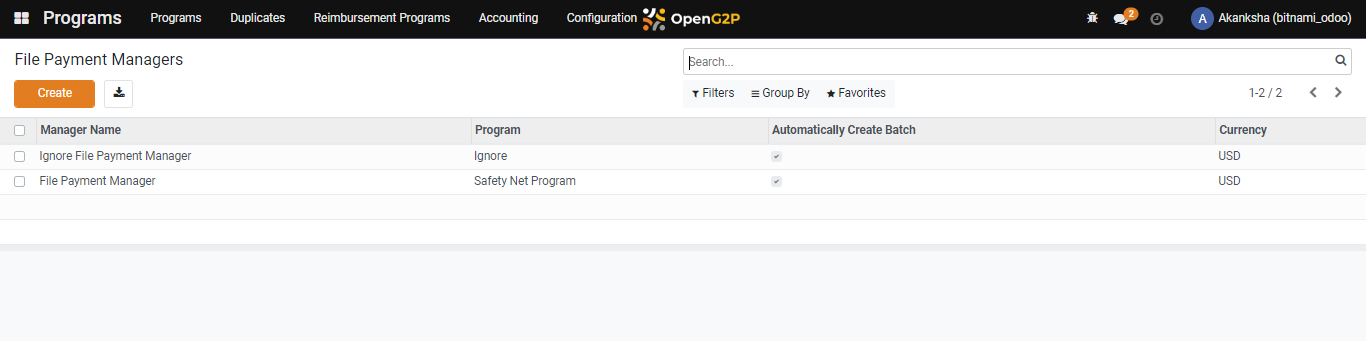 Programs Programs Duplicates Reimbursement Programs Accounting Configuration OpenG2P 2 A Akanksha (bitnami_odoo)
File Payment Managers Search...
Create Filters Group By Favorites 1-2 / 2
Manager Name Program Automatically Create Batch Currency
Ignore File Payment Manager Ignore USD
File Payment Manager Safety Net Program USD